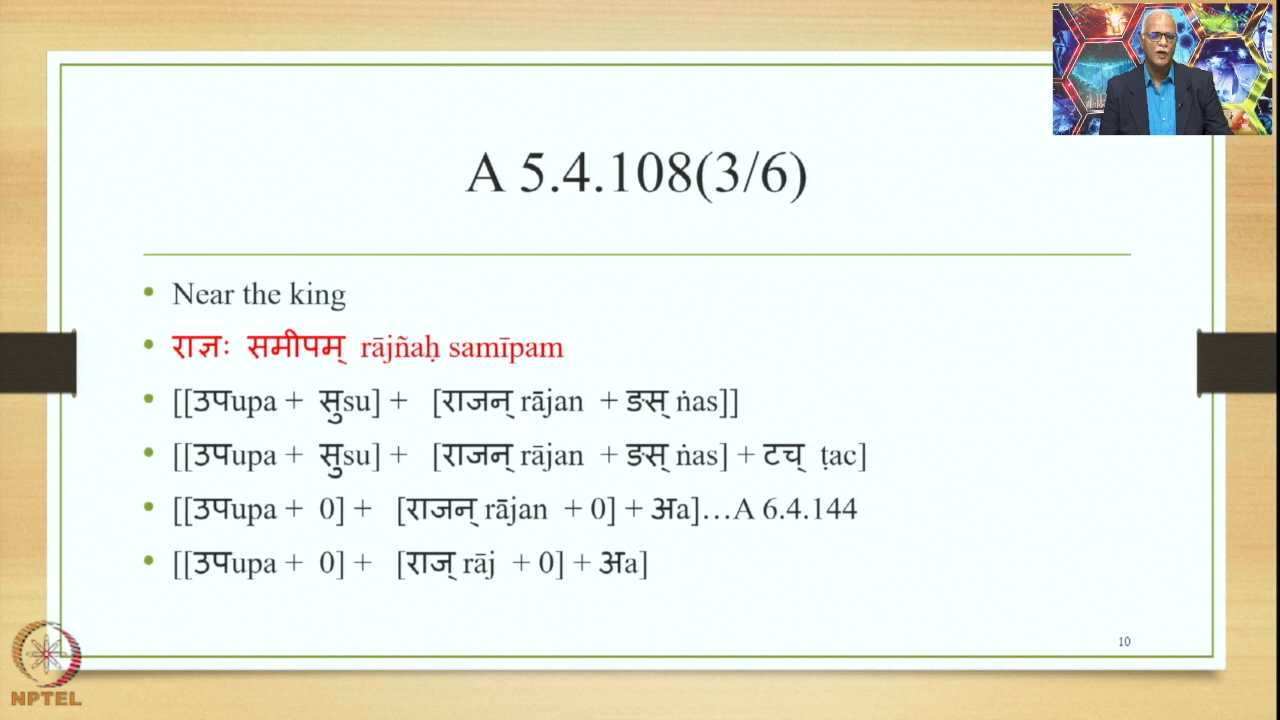 A 5.4.108(3/6)
• Near the king
• राज्ञः समीपम् rājñaḥ samīpam
• [[उपupa + सुsu] + [राजन् rājan + ङस् ṅas]]
• [[उपupa + सुsu] + [राजन् rājan + ङस् ṅas] + टच् ṭac]
• [[उपupa + 0] + [राजन् rājan + 0] + अa]…A 6.4.144
• [[उपupa + 0] + [राज् rāj + 0] + अa]
10
NPTEL